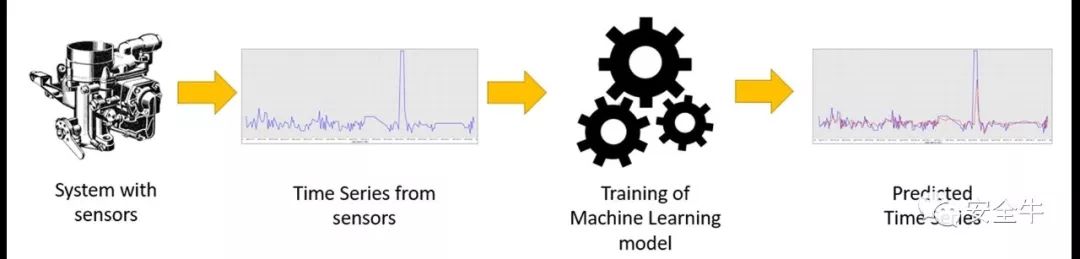 System with
sensors
Time Series from
sensors
Training of
Machine Learning
model
Predicted
Time Series
安全牛